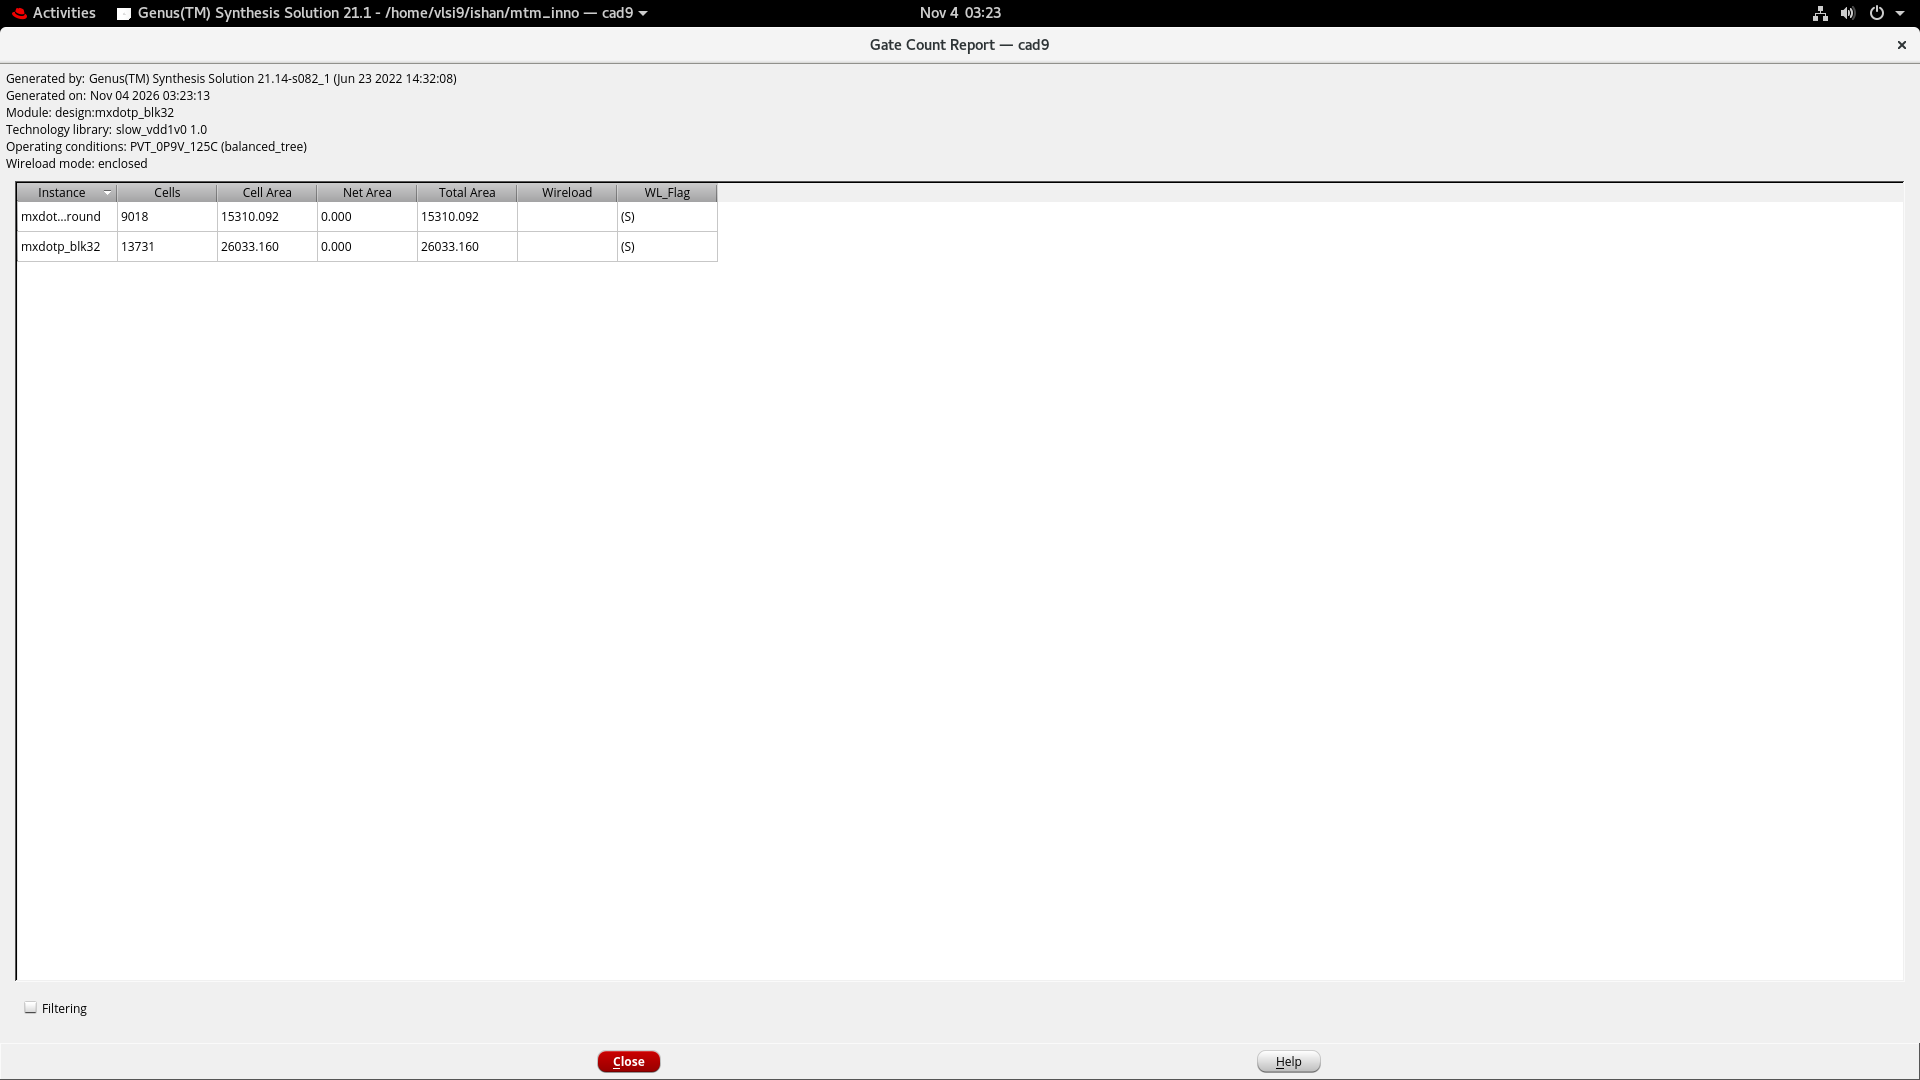 Activities Genus(TM) Synthesis Solution 21.1 - /home/vlsi9/ishan/mtm_inno — cad9 Nov 4 03:23
Gate Count Report — cad9
Generated by: Genus(TM) Synthesis Solution 21.14-s082_1 (Jun 23 2022 14:32:08)
Generated on: Nov 04 2026 03:23:13
Module: design:mxdotp_blk32
Technology library: slow_vdd1v0 1.0
Operating conditions: PVT_0P9V_125C (balanced_tree)
Wireload mode: enclosed
Instance Cells Cell Area Net Area Total Area Wireload WL_Flag
mxdot...round 9018 15310.092 0.000 15310.092 (S)
mxdotp_blk32 13731 26033.160 0.000 26033.160 (S)
Filtering
Close Help